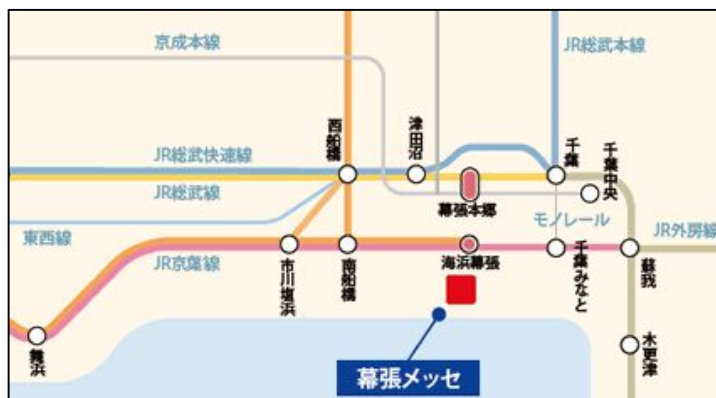 京成本線
JR総武本線
西船橋
津田沼
千葉
千葉中央
JR総武快速線
JR総武線
幕張本郷
モノレール
東西線
JR外房線
JR京葉線
市川塩浜
南船橋
海浜幕張
千葉みなと
蘇我
舞浜
木更津
幕張メッセ